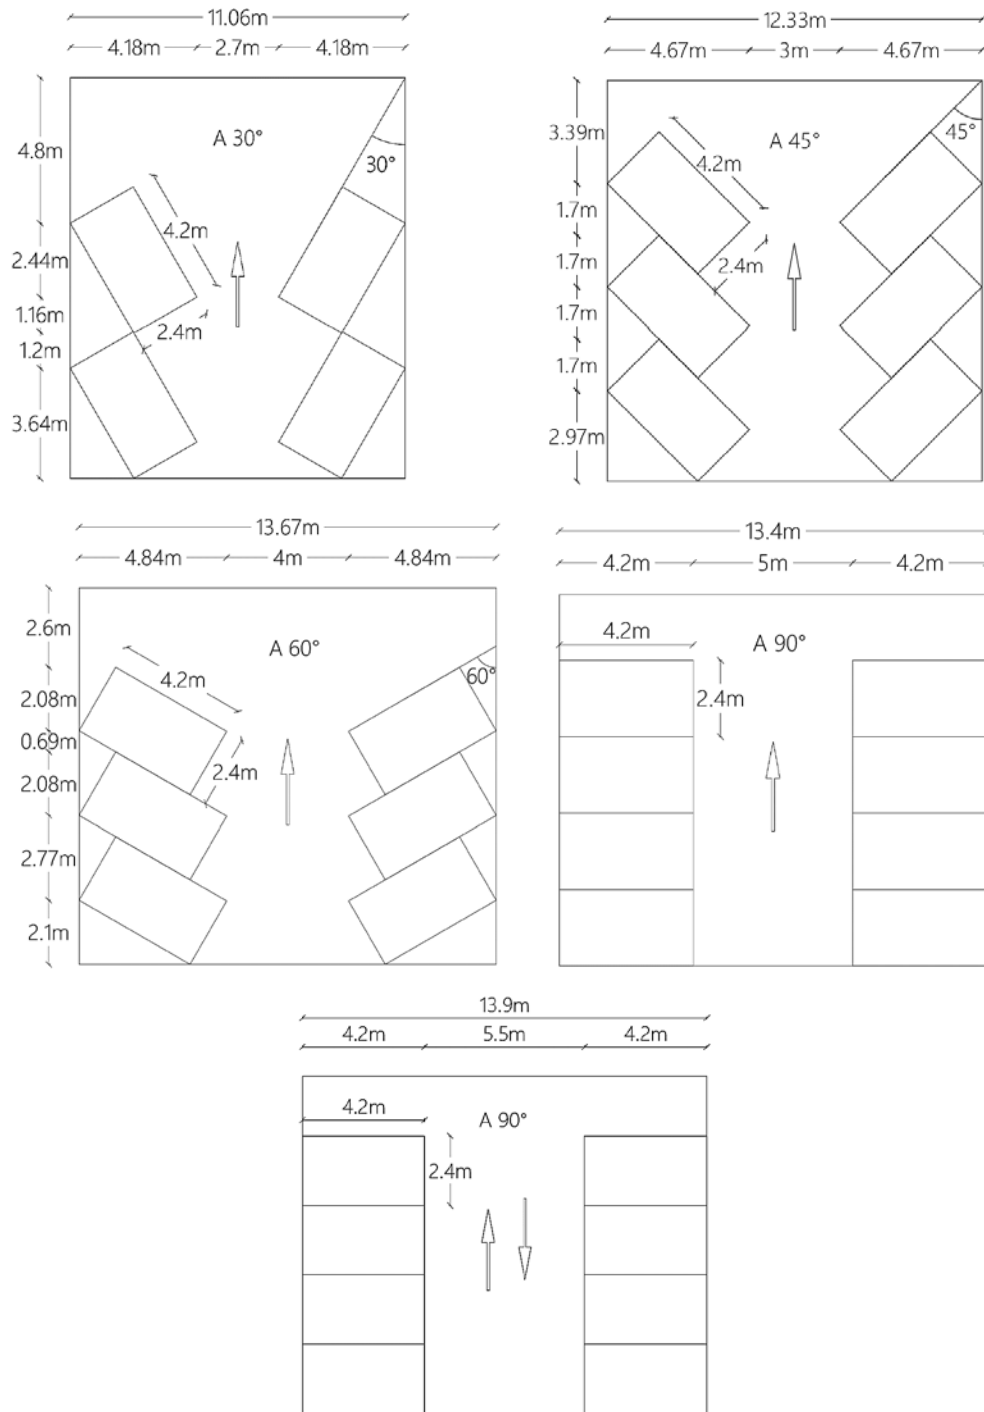 11.06m
4.18m 2.7m 4.18m
A 30°
30°
4.8m
4.2m
2.44m
1.16m
2.4m
1.2m
3.64m
12.33m
4.67m 3m 4.67m
3.39m
A 45°
45°
4.2m
1.7m
1.7m
2.4m
1.7m
1.7m
2.97m
13.67m
4.84m 4m 4.84m
2.6m
A 60°
60°
4.2m
2.08m
0.69m
2.4m
2.08m
2.77m
2.1m
13.4m
4.2m 5m 4.2m
4.2m
A 90°
2.4m
13.9m
4.2m 5.5m 4.2m
4.2m
A 90°
2.4m